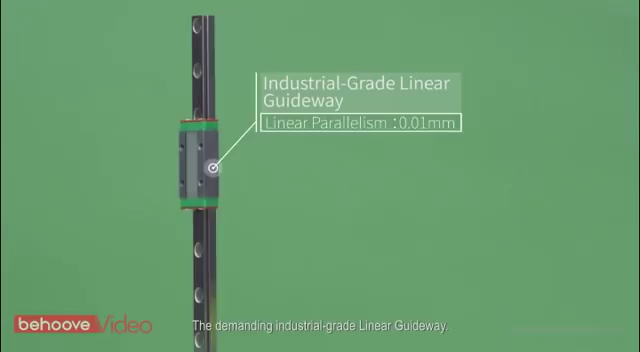 Industrial-Grade Linear
Guideway
Linear Parallelism：0.01mm
behoove Video
The demanding industrial-grade Linear Guideway.